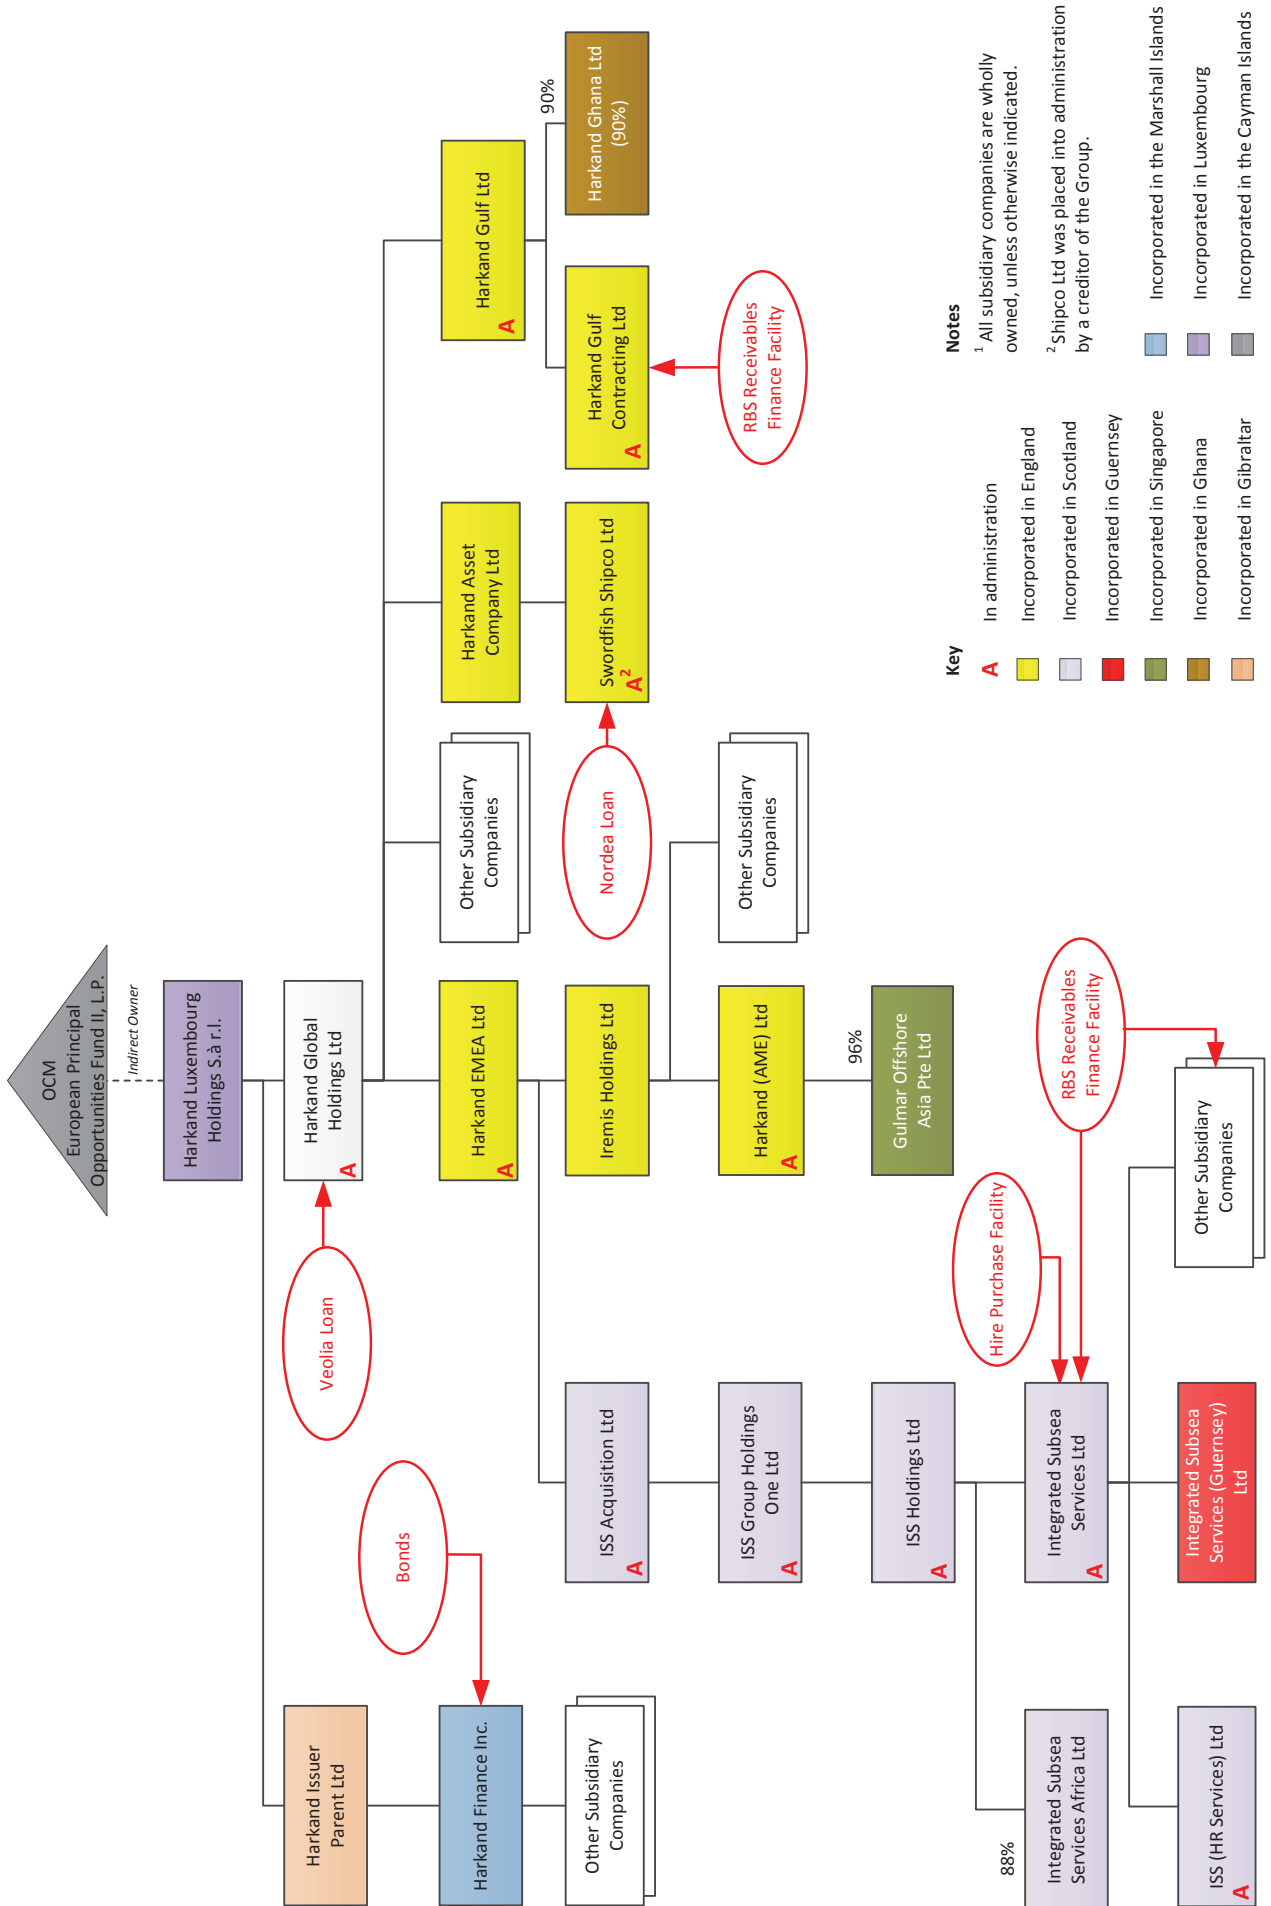 OCM
European Principal
Opportunities Fund II, L.P.
Indirect Owner
Harkand Luxembourg
Holdings S.à r.l.
Harkand Issuer
Parent Ltd
Harkand Global
Holdings Ltd
A
Veolia Loan
Bonds
Harkand Finance Inc.
Harkand EMEA Ltd
A
Other Subsidiary
Companies
Harkand Asset
Company Ltd
Harkand Gulf Ltd
A
Other Subsidiary
Companies
ISS Acquisition Ltd
A
Iremis Holdings Ltd
Nordea Loan
Swordfish Shipco Ltd
A2
Harkand Gulf
Contracting Ltd
A
90%
Harkand Ghana Ltd
(90%)
RBS Receivables
Finance Facility
ISS Group Holdings
One Ltd
A
Harkand (AME) Ltd
A
Other Subsidiary
Companies
ISS Holdings Ltd
A
96%
Gulmar Offshore
Asia Pte Ltd
Hire Purchase Facility
RBS Receivables
Finance Facility
88%
Integrated Subsea
Services Africa Ltd
Integrated Subsea
Services Ltd
A
ISS (HR Services) Ltd
A
Integrated Subsea
Services (Guernsey)
Ltd
Other Subsidiary
Companies
Key
A In administration
Incorporated in England
Incorporated in Scotland
Incorporated in Guernsey
Incorporated in Singapore
Incorporated in Ghana
Incorporated in Gibraltar
Notes
1 All subsidiary companies are wholly
owned, unless otherwise indicated.
2 Shipco Ltd was placed into administration
by a creditor of the Group.
Incorporated in the Marshall Islands
Incorporated in Luxembourg
Incorporated in the Cayman Islands